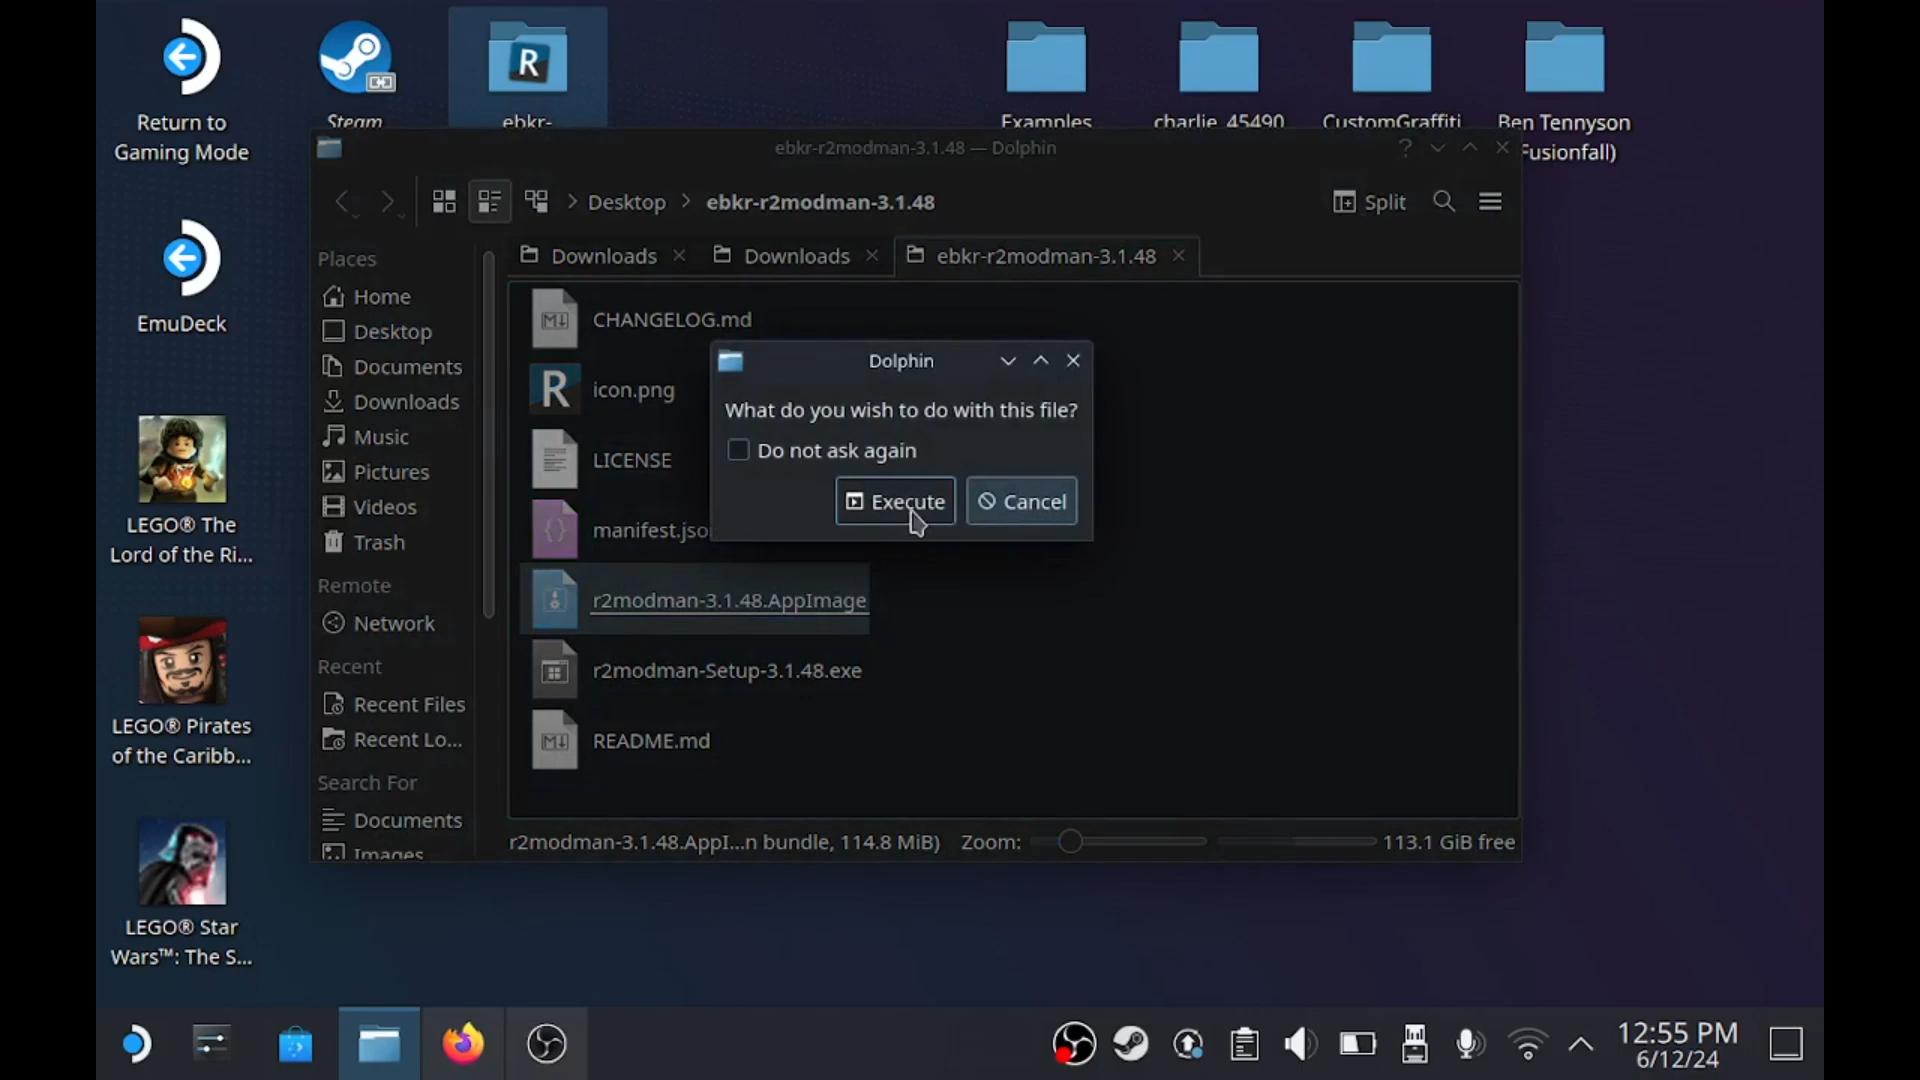 Return to
Gaming Mode
Steam
ebkr-
Examples
charlie_45490
CustomGraffiti
Ben Tennyson
Fusionfall)
EmuDeck
LEGO® The
Lord of the Ri...
LEGO® Pirates
of the Caribb...
LEGO® Star
Wars™: The S...
ebkr-r2modman-3.1.48 — Dolphin
Desktop
ebkr-r2modman-3.1.48
Split
Downloads
Downloads
ebkr-r2modman-3.1.48
Places
Home
Desktop
Documents
Downloads
Music
Pictures
Videos
Trash
Remote
Network
Recent
Recent Files
Recent Lo...
Search For
Documents
Images
CHANGELOG.md
R
icon.png
LICENSE
manifest.jso
r2modman-3.1.48.AppImage
r2modman-Setup-3.1.48.exe
README.md
Dolphin
What do you wish to do with this file?
Do not ask again
Execute
Cancel
r2modman-3.1.48.AppI...n bundle, 114.8 MiB)
Zoom:
113.1 GiB free
12:55 PM
6/12/24